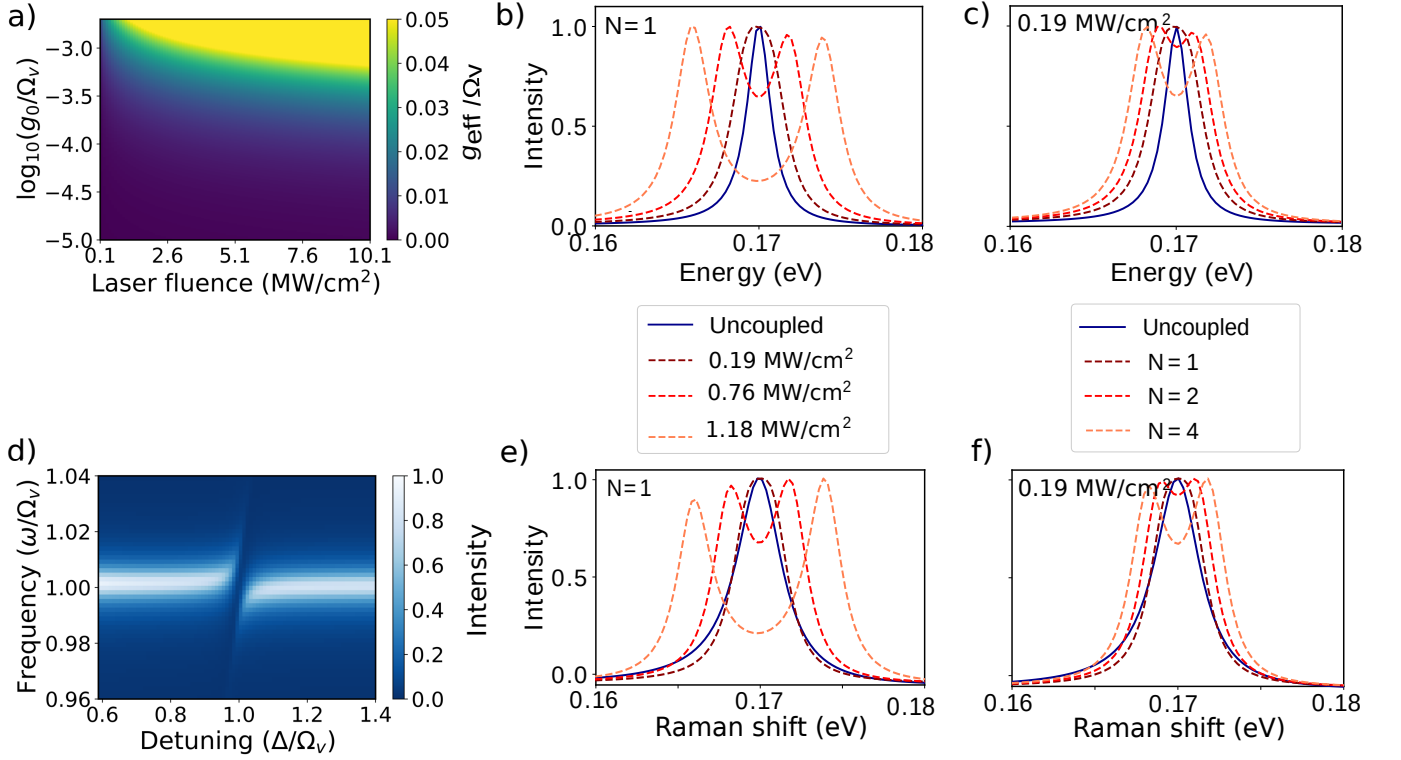 a)
−3.0
−3.5
−4.0
−4.5
−5.0
log10(g0/Ωv)
0.1 2.6 5.1 7.6 10.1
Laser fluence (MW/cm²)
0.05
0.04
0.03
0.02
0.01
0.00
geff /Ωv
b)
N=1
1.0
0.5
0.0
Intensity
0.16 0.17 0.18
Energy (eV)
c)
0.19 MW/cm²
0.16 0.17 0.18
Energy (eV)
Uncoupled
0.19 MW/cm²
0.76 MW/cm²
1.18 MW/cm²
Uncoupled
N=1
N=2
N=4
d)
1.04
1.02
1.00
0.98
0.96
Frequency (ω/Ωv)
0.6 0.8 1.0 1.2 1.4
Detuning (Δ/Ωv)
1.0
0.8
0.6
0.4
0.2
0.0
Intensity
e)
N=1
1.0
0.5
0.0
Intensity
0.16 0.17 0.18
Raman shift (eV)
f)
0.19 MW/cm²
0.16 0.17 0.18
Raman shift (eV)